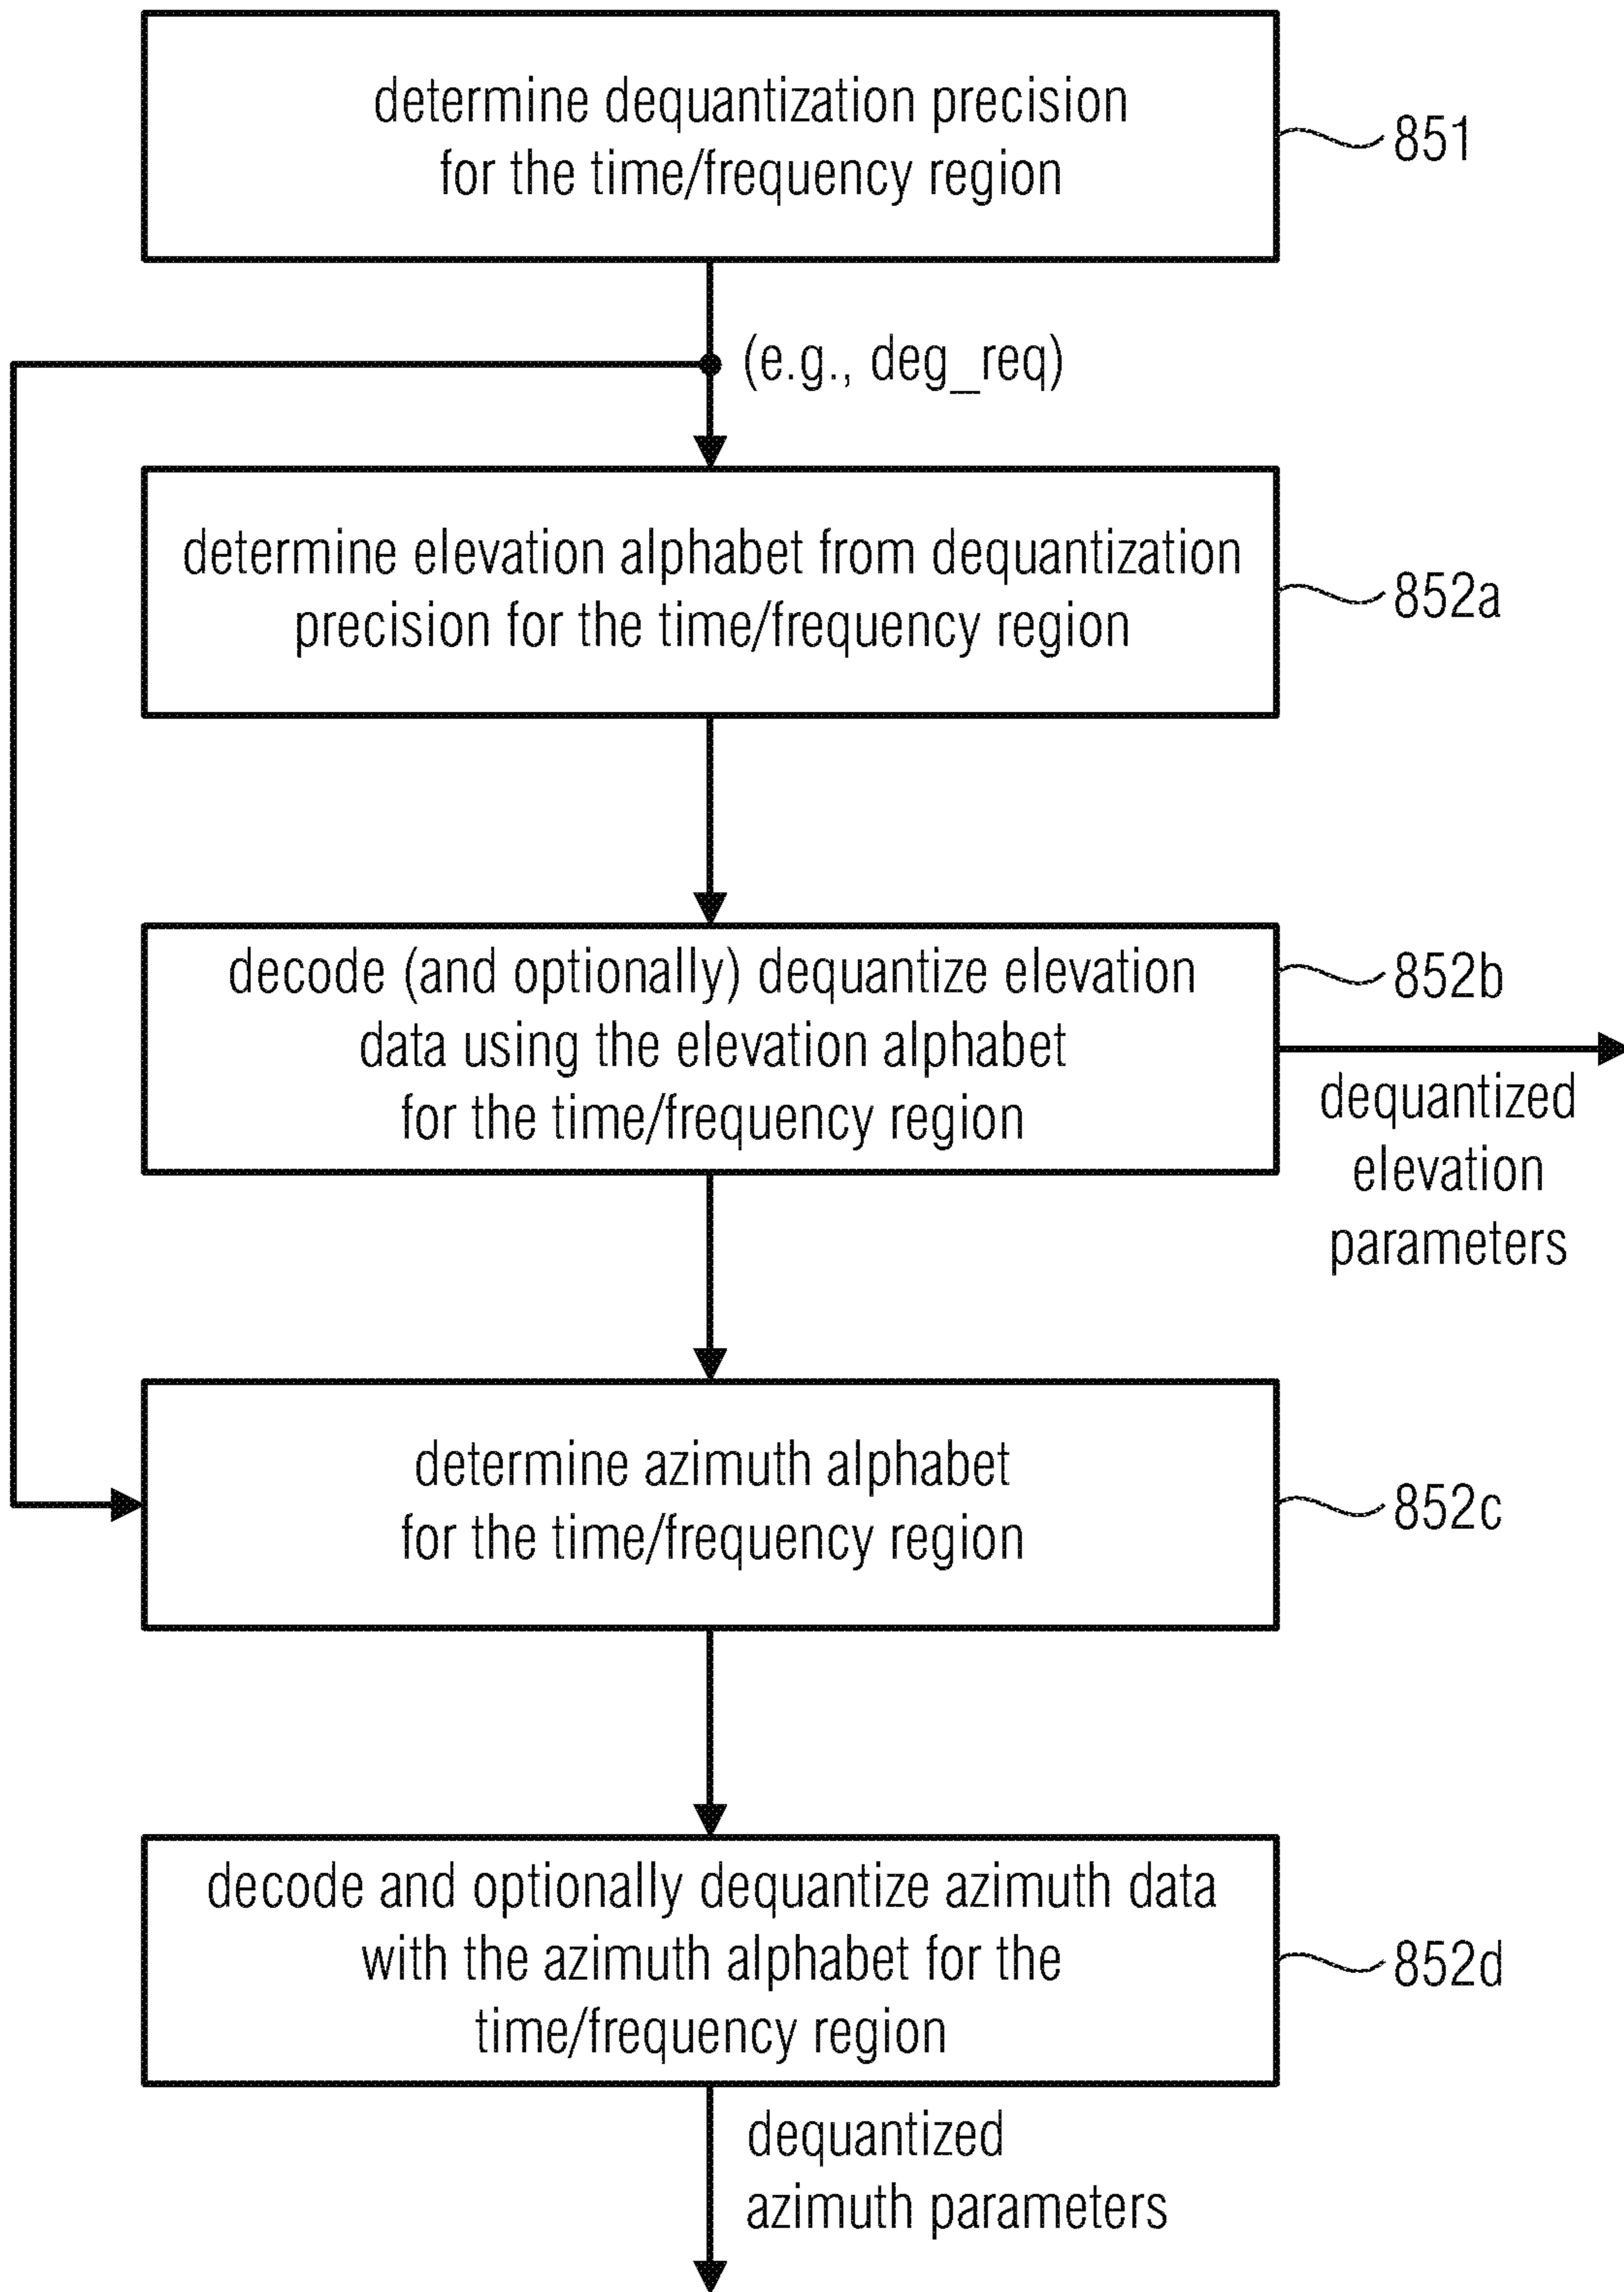 determine dequantization precision
for the time/frequency region
851
(e.g., deg_req)
determine elevation alphabet from dequantization
precision for the time/frequency region
852a
decode (and optionally) dequantize elevation
data using the elevation alphabet
for the time/frequency region
852b
dequantized
elevation
parameters
determine azimuth alphabet
for the time/frequency region
852c
decode and optionally dequantize azimuth data
with the azimuth alphabet for the
time/frequency region
852d
dequantized
azimuth parameters